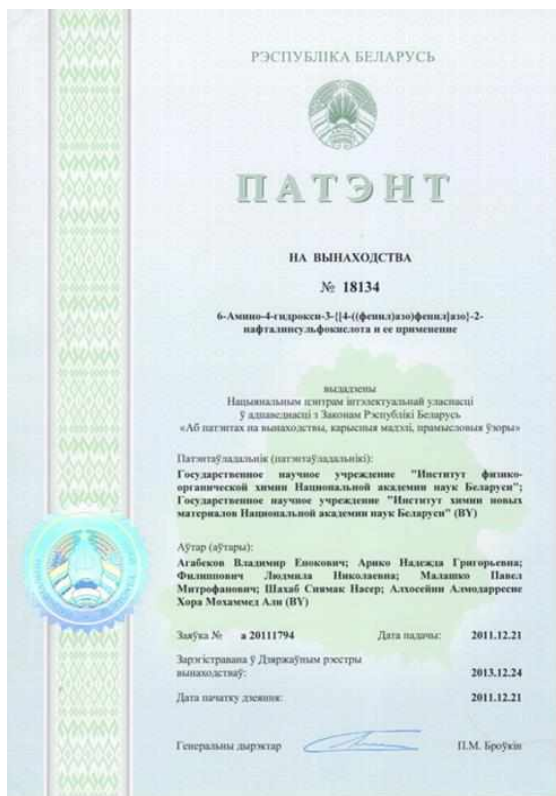 РЭСПУБЛІКА БЕЛАРУСЬ
ПАТЭНТ
НА ВЫНАХОДСТВА
№ 18134
6-Амино-4-гидрокси-3-{[4-((фенил)азо)фенил]азо}-2-
нафталинсульфокислота и ее применение
выдадзены
Нацыянальным цэнтрам інтэлектуальнай уласнасці
ў адпаведнасці з Законам Рэспублікі Беларусь
«Аб патэнтах на вынаходствы, карысныя мадэлі, прамысловыя ўзоры»
Патэнтаўладальнік (патэнтаўладальнікі):
Государственное научное учреждение "Институт физико-
органической химии Национальной академии наук Беларуси";
Государственное научное учреждение "Институт химии новых
материалов Национальной академии наук Беларуси" (BY)
Аўтар (аўтары):
Агабеков Владимир Енокович; Арико Надежда Григорьевна;
Филиппович Людмила Николаевна; Малашко Павел
Митрофанович; Шахаб Сиямак Насер; Алхосейни Алмодарресие
Хора Мохаммед Али (BY)
Заяўка № а 20111794 Дата падачы: 2011.12.21
Зарэгістравана ў Дзяржаўным рэестры
вынаходстваў: 2013.12.24
Дата пачатку дзеяння: 2011.12.21
Генеральны дырэктар П.М. Броўкін